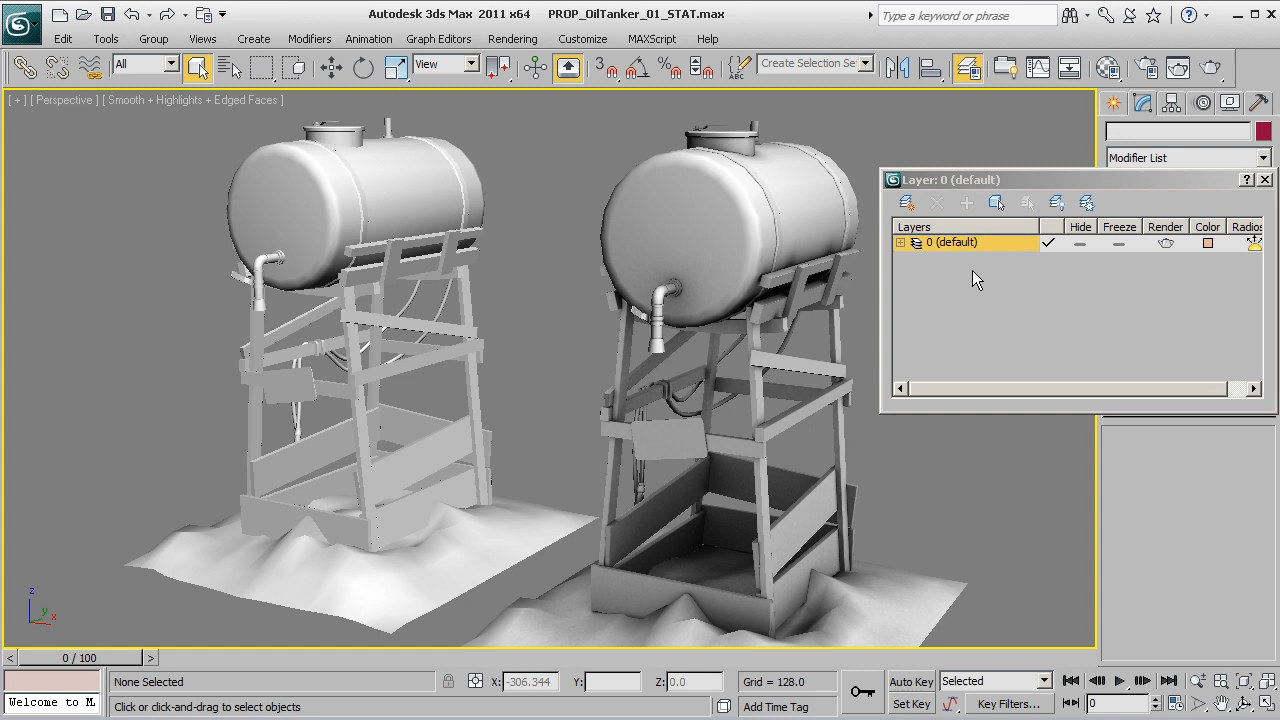 Autodesk 3ds Max 2011 x64 PROP_OilTanker_01_STAT.max
Type a keyword or phrase
Edit Tools Group Views Create Modifiers Animation Graph Editors Rendering Customize MAXScript Help
All View 3 % ABC Create Selection Se
[ + ] [ Perspective ] [ Smooth + Highlights + Edged Faces ]
Modifier List
Layer: 0 (default)
Layers Hide Freeze Render Color Radio
0 (default)
z
y
x
0 / 100
None Selected X: -306.344 Y: Z: 0.0 Grid = 128.0 Auto Key Selected
Welcome to M Click or click-and-drag to select objects Add Time Tag Set Key Key Filters... 0